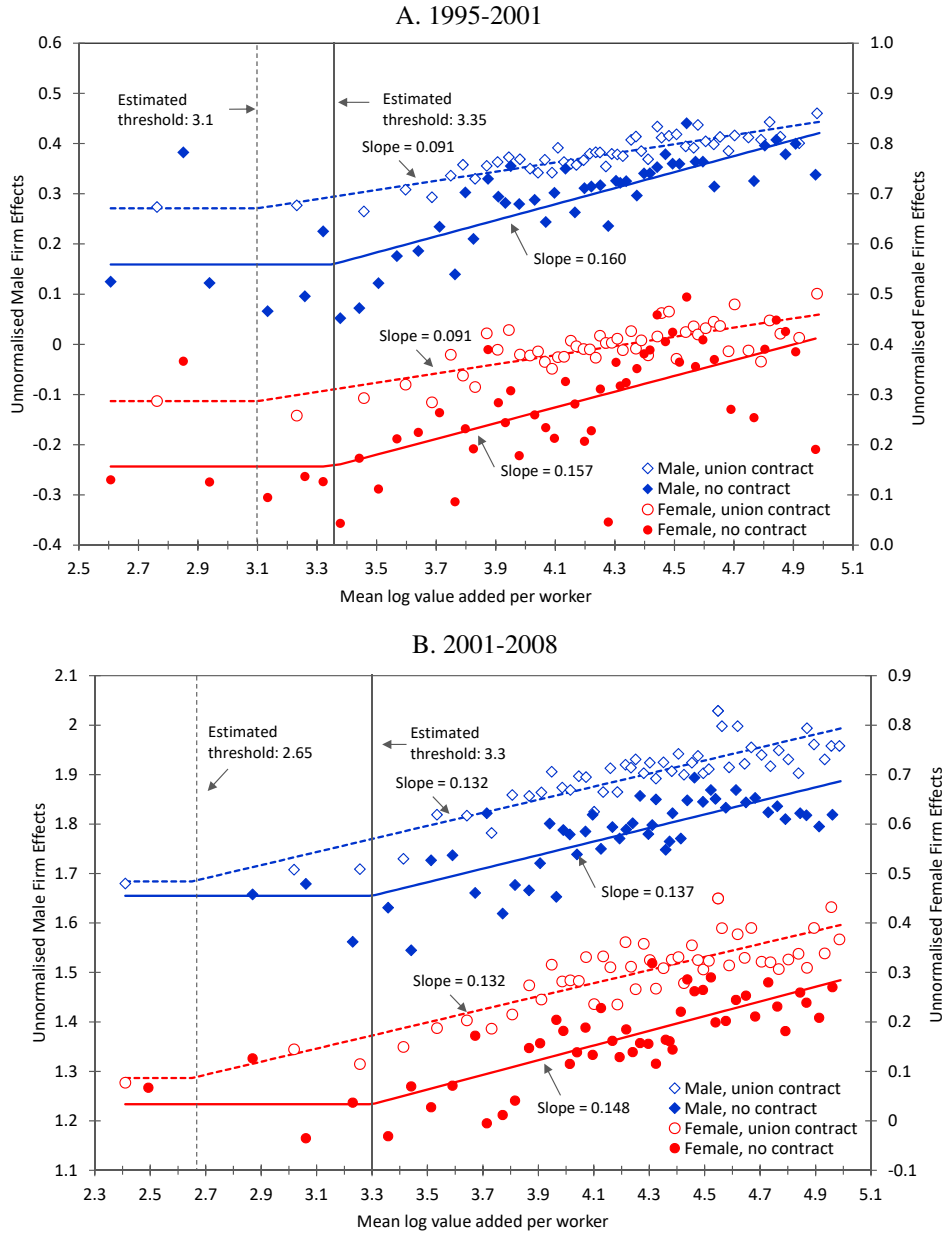 A. 1995-2001
0.6
0.5
0.4
0.3
0.2
0.1
0
-0.1
-0.2
-0.3
-0.4
Unnormalised Male Firm Effects
1.0
0.9
0.8
0.7
0.6
0.5
0.4
0.3
0.2
0.1
0.0
Unnormalised Female Firm Effects
Estimated
threshold: 3.1
Estimated
threshold: 3.35
Slope = 0.091
Slope = 0.160
Slope = 0.091
Slope = 0.157
Male, union contract
Male, no contract
Female, union contract
Female, no contract
2.5 2.7 2.9 3.1 3.3 3.5 3.7 3.9 4.1 4.3 4.5 4.7 4.9 5.1
Mean log value added per worker
B. 2001-2008
2.1
2
1.9
1.8
1.7
1.6
1.5
1.4
1.3
1.2
1.1
Unnormalised Male Firm Effects
0.9
0.8
0.7
0.6
0.5
0.4
0.3
0.2
0.1
0
-0.1
Unnormalised Female Firm Effects
Estimated
threshold: 2.65
Estimated
threshold: 3.3
Slope = 0.132
Slope = 0.137
Slope = 0.132
Slope = 0.148
Male, union contract
Male, no contract
Female, union contract
Female, no contract
2.3 2.5 2.7 2.9 3.1 3.3 3.5 3.7 3.9 4.1 4.3 4.5 4.7 4.9 5.1
Mean log value added per worker